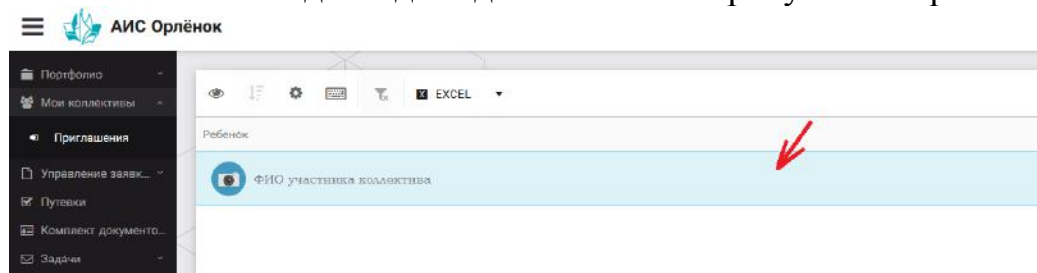 АИС Орлёнок
Портфолио
Мои коллективы
EXCEL
Приглашения
Ребенок
Управление заявк...
ФИО участника коллектива
Путевки
Комплект документо...
Задачи